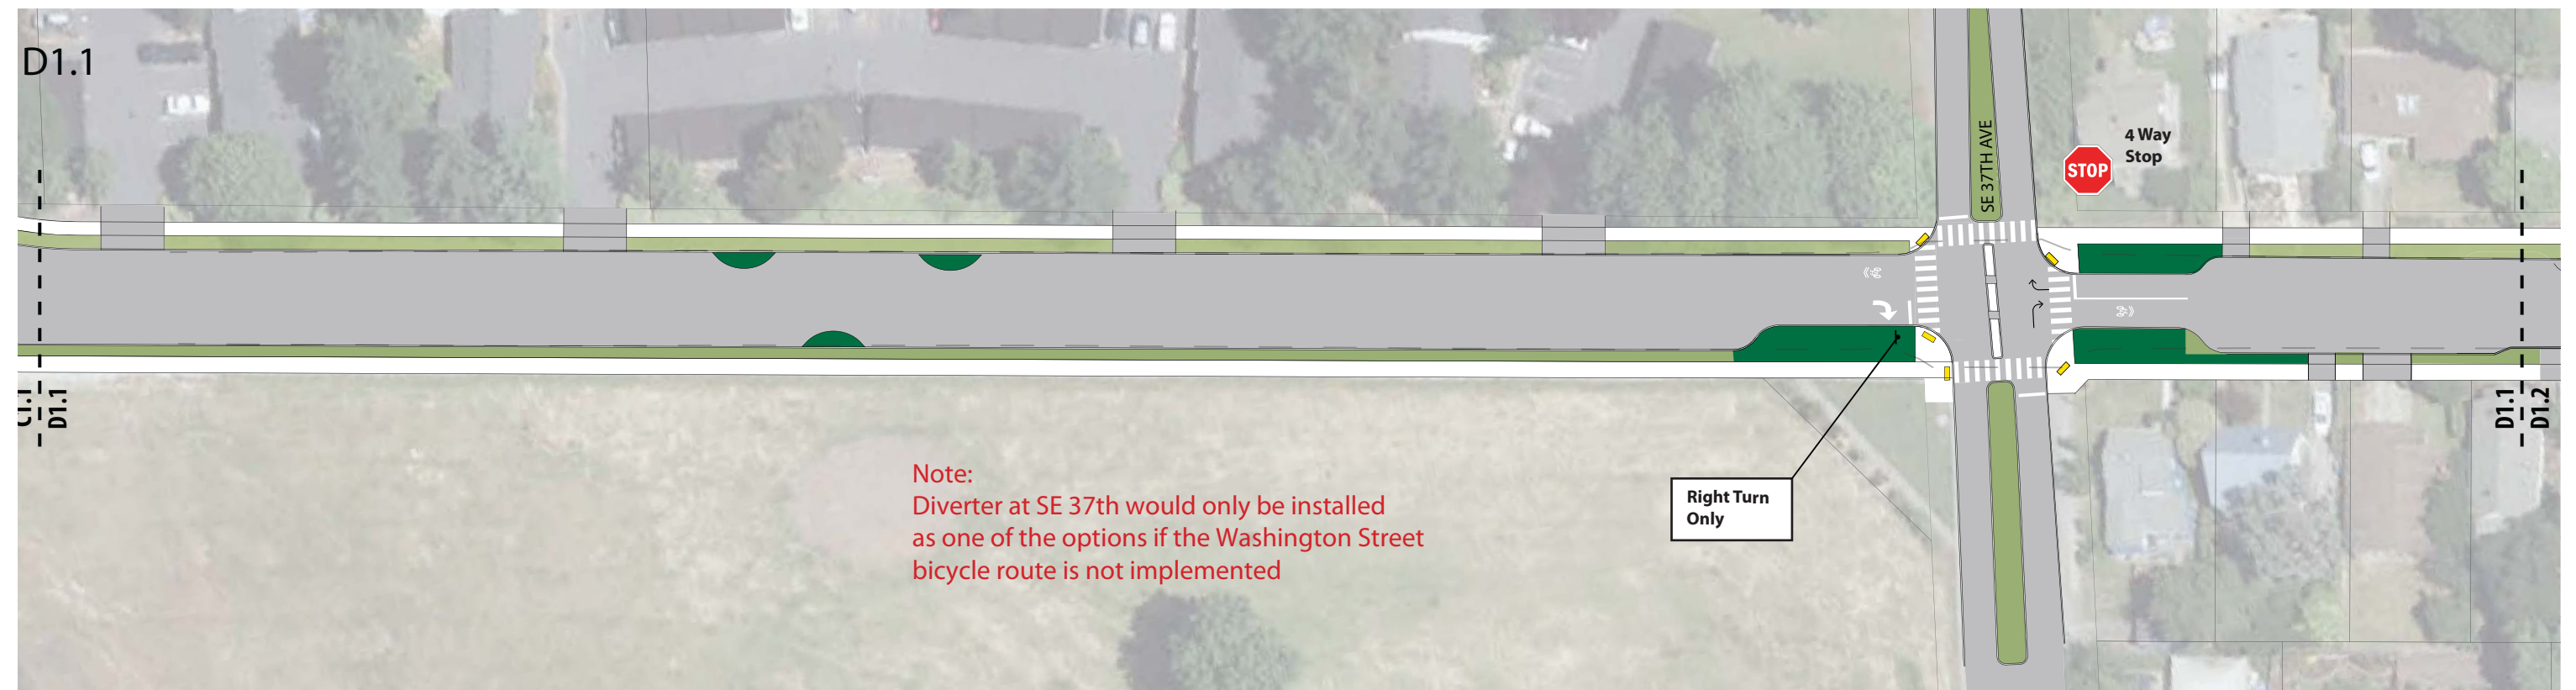 D1.1
SE 37TH AVE
4 Way
Stop
STOP
C1.1
D1.1
D1.1
D1.2
Note:
Diverter at SE 37th would only be installed
as one of the options if the Washington Street
bicycle route is not implemented
Right Turn
Only